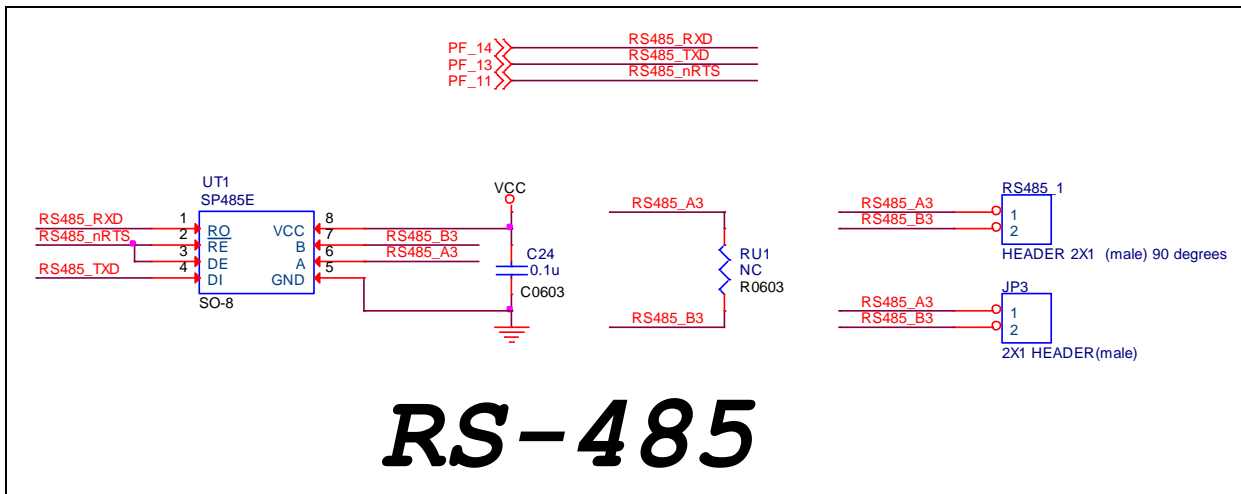 PF_14 RS485_RXD
PF_13 RS485_TXD
PF_11 RS485_nRTS
UT1
SP485E
RS485_RXD 1 RO VCC 8
RS485_nRTS 2 RE B 7 RS485_B3
3 DE A 6 RS485_A3
RS485_TXD 4 DI GND 5
SO-8
VCC
C24
0.1u
C0603
RS485_A3
RU1
NC
R0603
RS485_B3
RS485_1
RS485_A3 1
RS485_B3 2
HEADER 2X1 (male) 90 degrees
JP3
RS485_A3 1
RS485_B3 2
2X1 HEADER(male)
RS-485